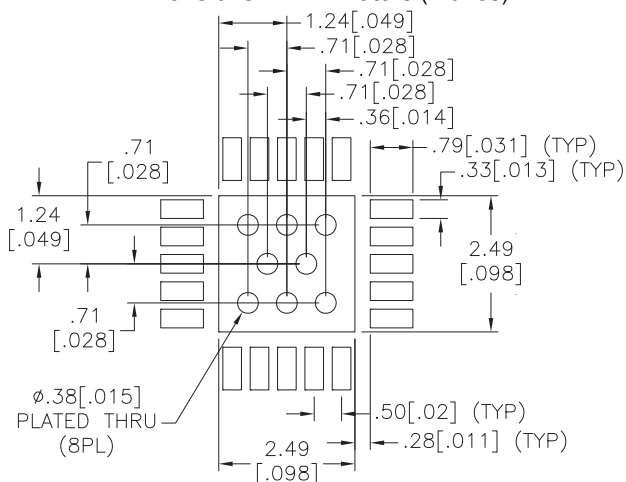 1.24[.049]
.71[.028]
.71[.028]
.71[.028]
.36[.014]
.79[.031] (TYP)
.33[.013] (TYP)
.71
[.028]
1.24
[.049]
2.49
[.098]
.71
[.028]
ø.38[.015]
PLATED THRU
(8PL)
.50[.02] (TYP)
.28[.011] (TYP)
2.49
[.098]